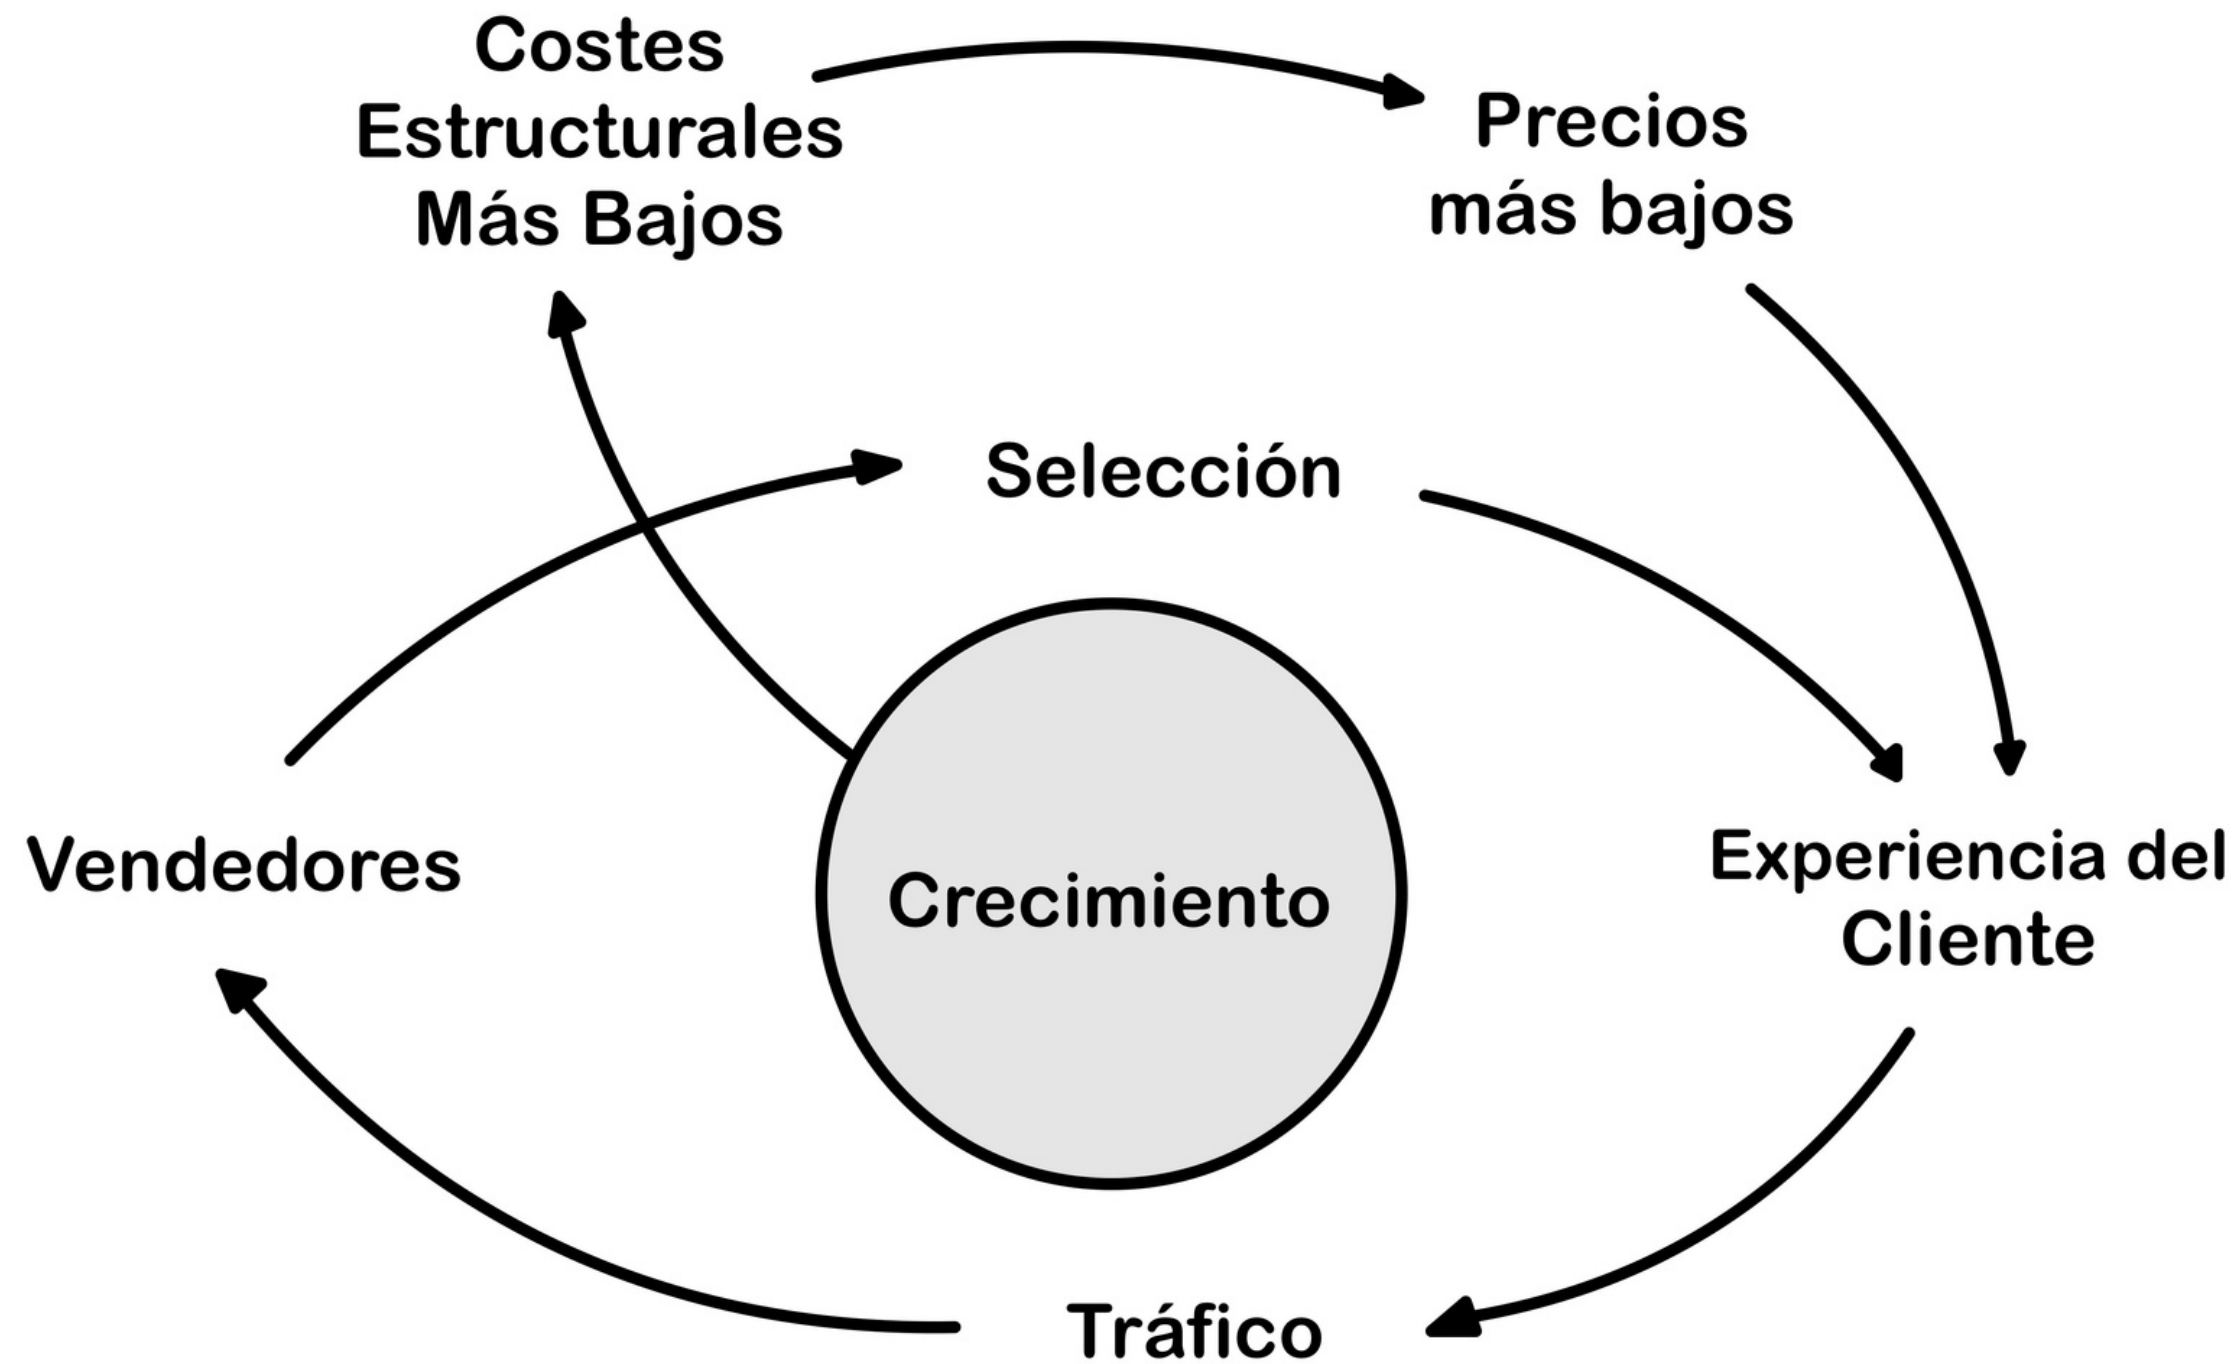 Costes
Estructurales
Más Bajos
Precios
más bajos
Selección
Vendedores
Crecimiento
Experiencia del
Cliente
Tráfico